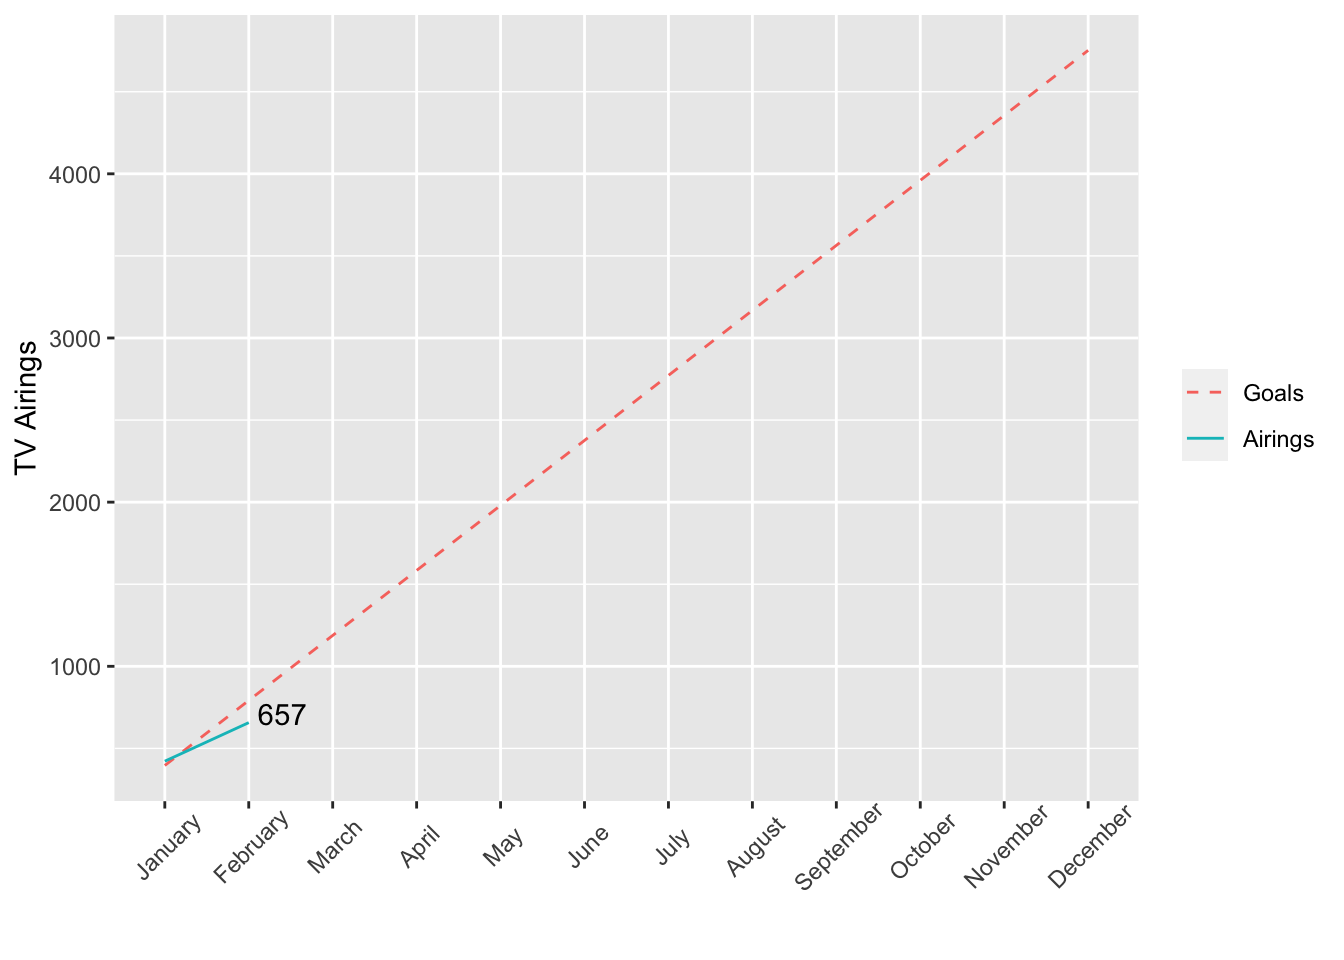 TV Airings
4000
3000
2000
1000
657
January
February
March
April
May
June
July
August
September
October
November
December
Goals
Airings